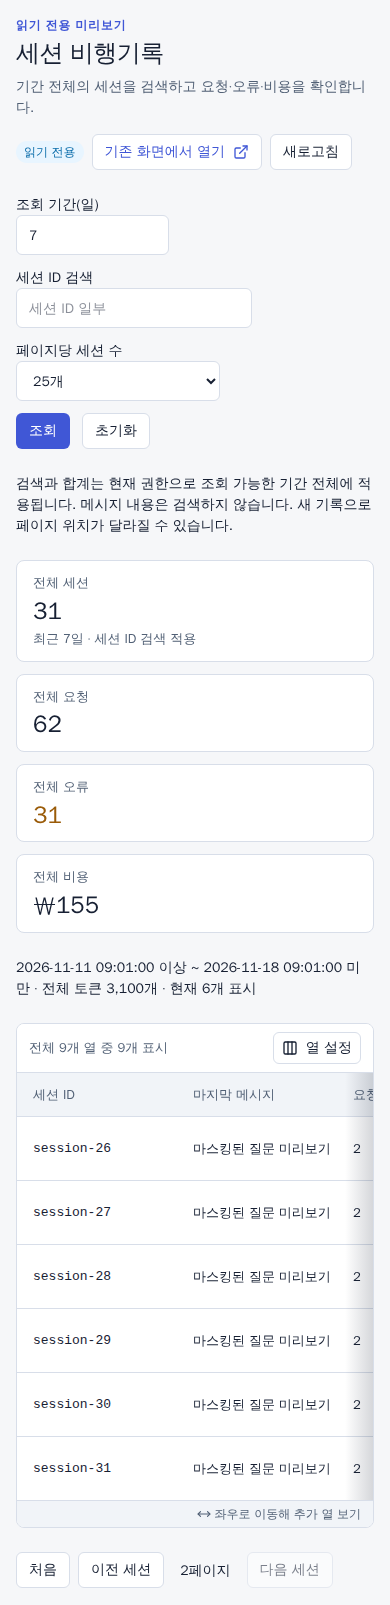 읽기 전용 미리보기
세션 비행기록
기간 전체의 세션을 검색하고 요청·오류·비용을 확인합니
다.
읽기 전용
기존 화면에서 열기
새로고침
조회 기간(일)
7
세션 ID 검색
세션 ID 일부
페이지당 세션 수
25개
조회
초기화
검색과 합계는 현재 권한으로 조회 가능한 기간 전체에 적
용됩니다. 메시지 내용은 검색하지 않습니다. 새 기록으로
페이지 위치가 달라질 수 있습니다.
전체 세션
31
최근 7일 · 세션 ID 검색 적용
전체 요청
62
전체 오류
31
전체 비용
₩155
2026-11-11 09:01:00 이상 ~ 2026-11-18 09:01:00 미
만 · 전체 토큰 3,100개 · 현재 6개 표시
전체 9개 열 중 9개 표시
열 설정
세션 ID 마지막 메시지 요청
session-26 마스킹된 질문 미리보기 2
session-27 마스킹된 질문 미리보기 2
session-28 마스킹된 질문 미리보기 2
session-29 마스킹된 질문 미리보기 2
session-30 마스킹된 질문 미리보기 2
session-31 마스킹된 질문 미리보기 2
↔ 좌우로 이동해 추가 열 보기
처음 이전 세션 2페이지 다음 세션